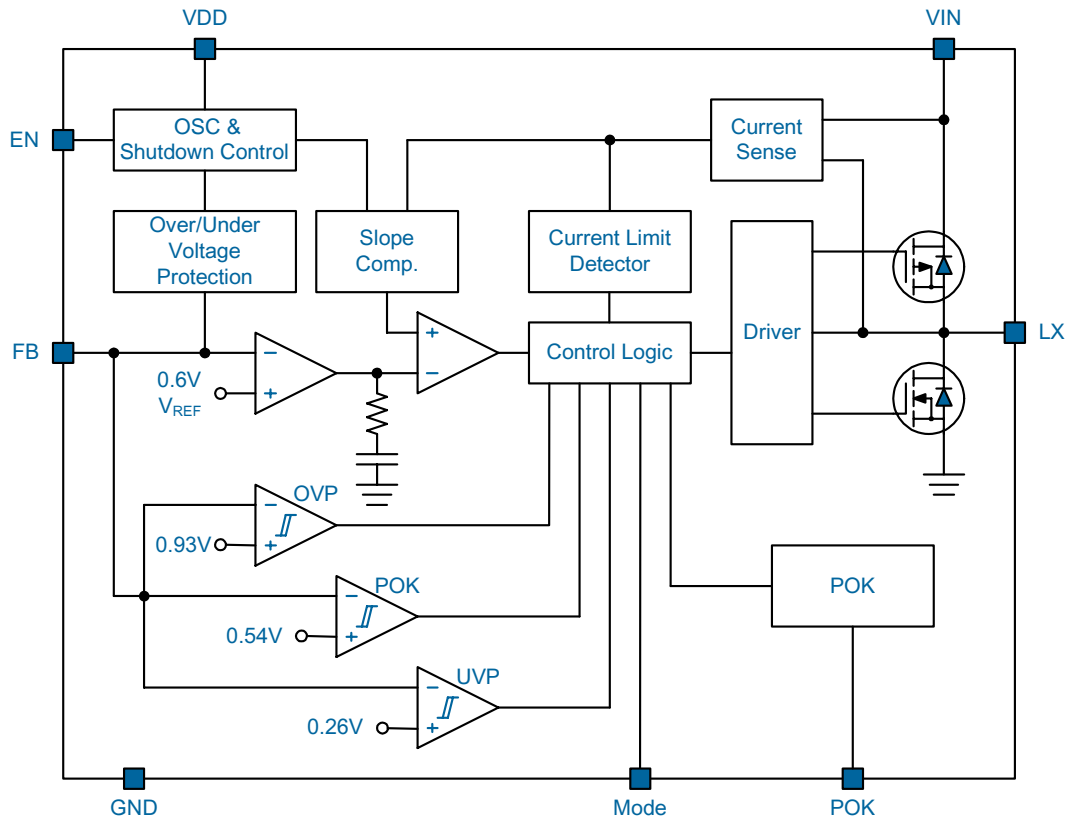 VDD
VIN
EN
OSC &
Shutdown Control
Current
Sense
Over/Under
Voltage
Protection
Slope
Comp.
Current Limit
Detector
Driver
LX
FB
Control Logic
0.6V
VREF
−
+
+
−
OVP
−
+
0.93V
POK
−
+
0.54V
UVP
−
+
0.26V
POK
GND
Mode
POK